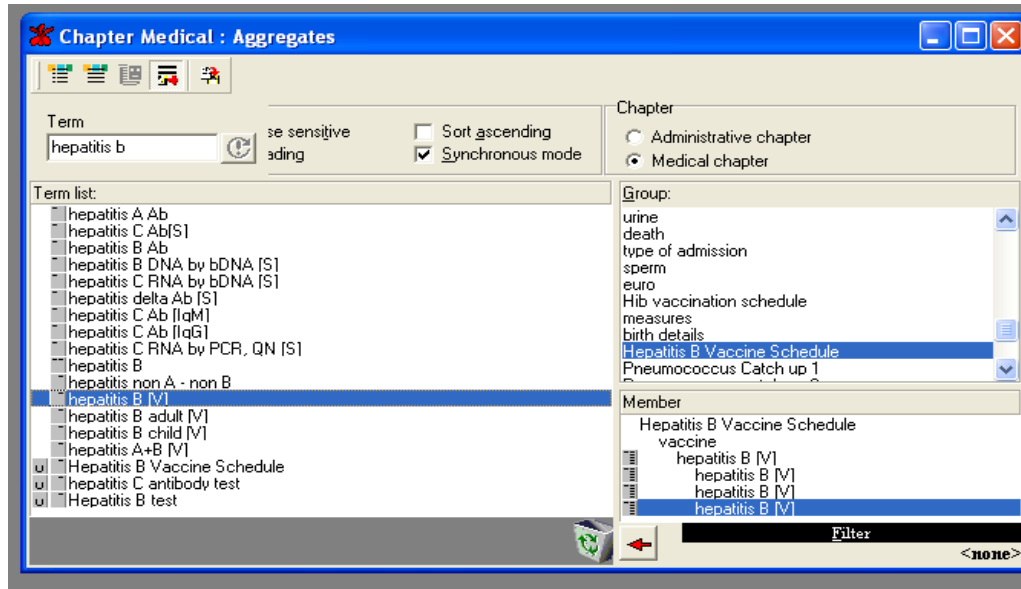 Chapter Medical : Aggregates
Term
hepatitis b
se sensitive
ading
Sort ascending
Synchronous mode
Chapter
Administrative chapter
Medical chapter
Term list:
hepatitis A Ab
hepatitis C Ab[S]
hepatitis B Ab
hepatitis B DNA by bDNA [S]
hepatitis C RNA by bDNA [S]
hepatitis delta Ab [S]
hepatitis C Ab [IgM]
hepatitis C Ab [IgG]
hepatitis C RNA by PCR, QN [S]
hepatitis B
hepatitis non A - non B
hepatitis B [V]
hepatitis B adult [V]
hepatitis B child [V]
hepatitis A+B [V]
u Hepatitis B Vaccine Schedule
u hepatitis C antibody test
u Hepatitis B test
Group:
urine
death
type of admission
sperm
euro
Hib vaccination schedule
measures
birth details
Hepatitis B Vaccine Schedule
Pneumococcus Catch up 1
Member
Hepatitis B Vaccine Schedule
vaccine
hepatitis B [V]
hepatitis B [V]
hepatitis B [V]
hepatitis B [V]
Filter
<none>